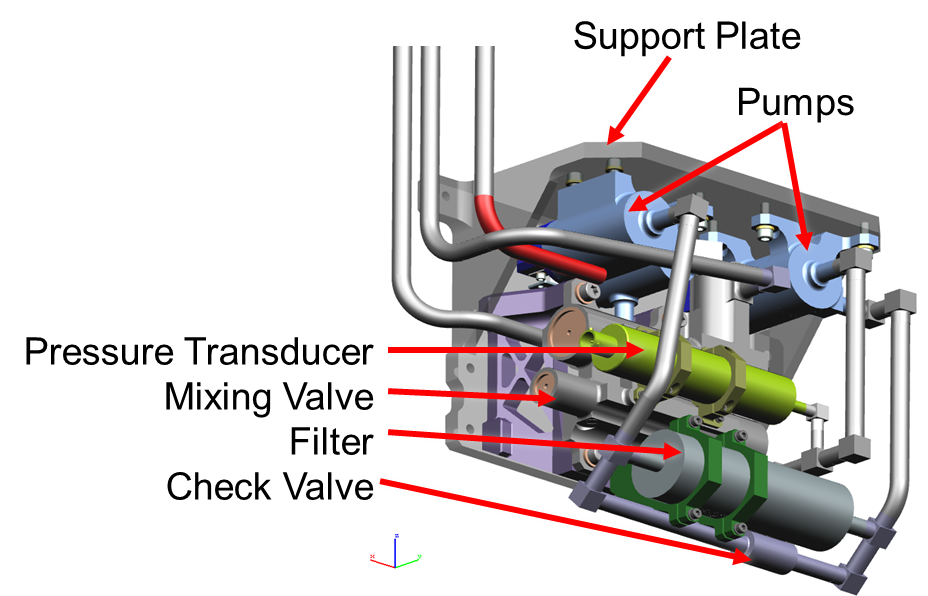 Support Plate
Pumps
Pressure Transducer
Mixing Valve
Filter
Check Valve